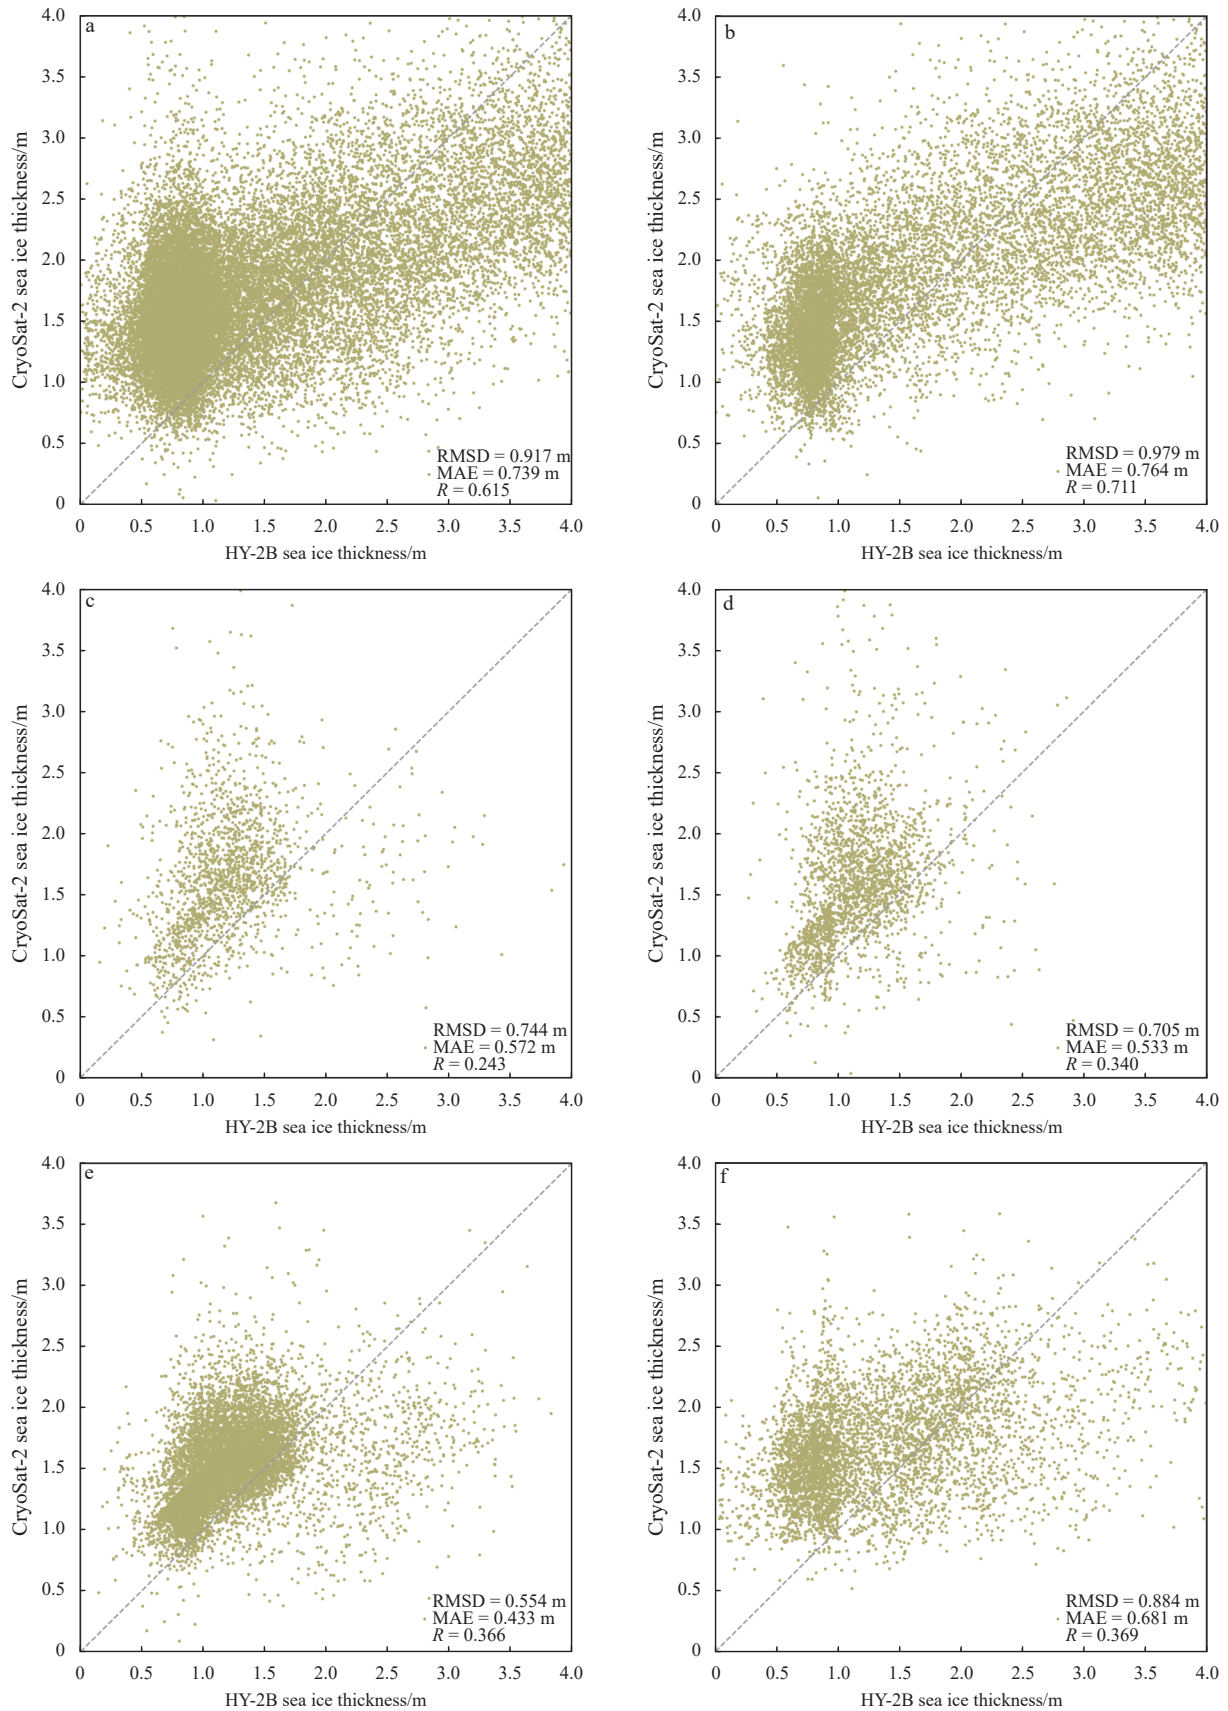 a
4.0
3.5
3.0
2.5
2.0
1.5
1.0
0.5
0
CryoSat-2 sea ice thickness/m
RMSD = 0.917 m
MAE = 0.739 m
R = 0.615
0 0.5 1.0 1.5 2.0 2.5 3.0 3.5 4.0
HY-2B sea ice thickness/m
b
4.0
3.5
3.0
2.5
2.0
1.5
1.0
0.5
0
CryoSat-2 sea ice thickness/m
RMSD = 0.979 m
MAE = 0.764 m
R = 0.711
0 0.5 1.0 1.5 2.0 2.5 3.0 3.5 4.0
HY-2B sea ice thickness/m
c
4.0
3.5
3.0
2.5
2.0
1.5
1.0
0.5
0
CryoSat-2 sea ice thickness/m
RMSD = 0.744 m
MAE = 0.572 m
R = 0.243
0 0.5 1.0 1.5 2.0 2.5 3.0 3.5 4.0
HY-2B sea ice thickness/m
d
4.0
3.5
3.0
2.5
2.0
1.5
1.0
0.5
0
CryoSat-2 sea ice thickness/m
RMSD = 0.705 m
MAE = 0.533 m
R = 0.340
0 0.5 1.0 1.5 2.0 2.5 3.0 3.5 4.0
HY-2B sea ice thickness/m
e
4.0
3.5
3.0
2.5
2.0
1.5
1.0
0.5
0
CryoSat-2 sea ice thickness/m
RMSD = 0.554 m
MAE = 0.433 m
R = 0.366
0 0.5 1.0 1.5 2.0 2.5 3.0 3.5 4.0
HY-2B sea ice thickness/m
f
4.0
3.5
3.0
2.5
2.0
1.5
1.0
0.5
0
CryoSat-2 sea ice thickness/m
RMSD = 0.884 m
MAE = 0.681 m
R = 0.369
0 0.5 1.0 1.5 2.0 2.5 3.0 3.5 4.0
HY-2B sea ice thickness/m